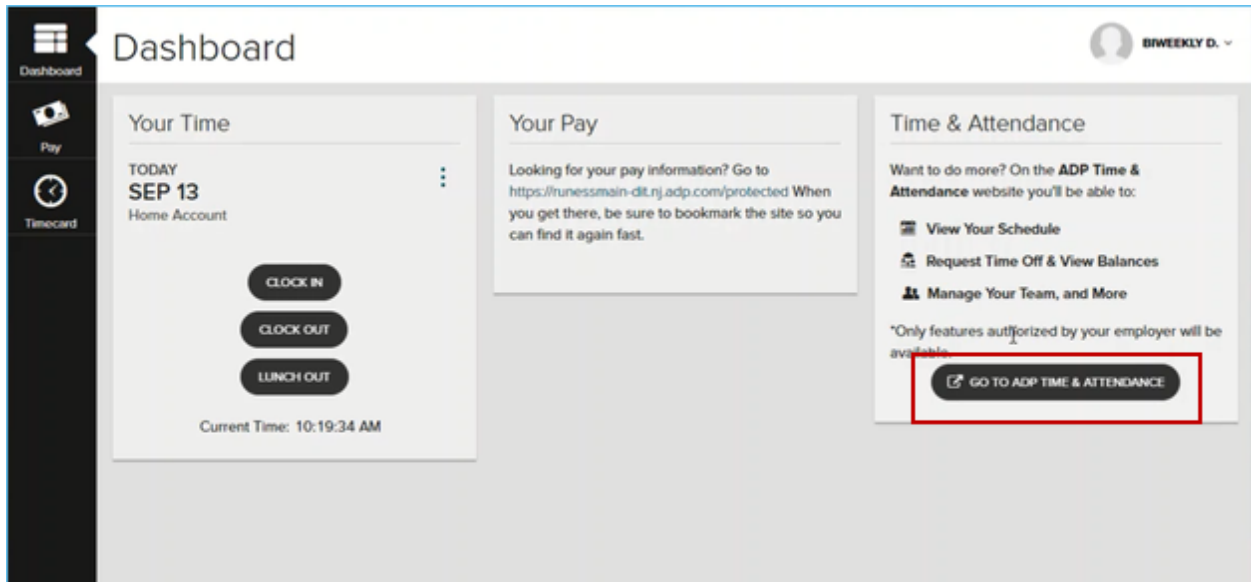 Dashboard
Dashboard
BIWEEKLY D.
Pay
Timecard
Your Time
TODAY
SEP 13
Home Account
CLOCK IN
CLOCK OUT
LUNCH OUT
Current Time: 10:19:34 AM
Your Pay
Looking for your pay information? Go to
https://runessmain-dit.nj.adp.com/protected When
you get there, be sure to bookmark the site so you
can find it again fast.
Time & Attendance
Want to do more? On the ADP Time &
Attendance website you'll be able to:
View Your Schedule
Request Time Off & View Balances
Manage Your Team, and More
*Only features authorized by your employer will be
available.
GO TO ADP TIME & ATTENDANCE